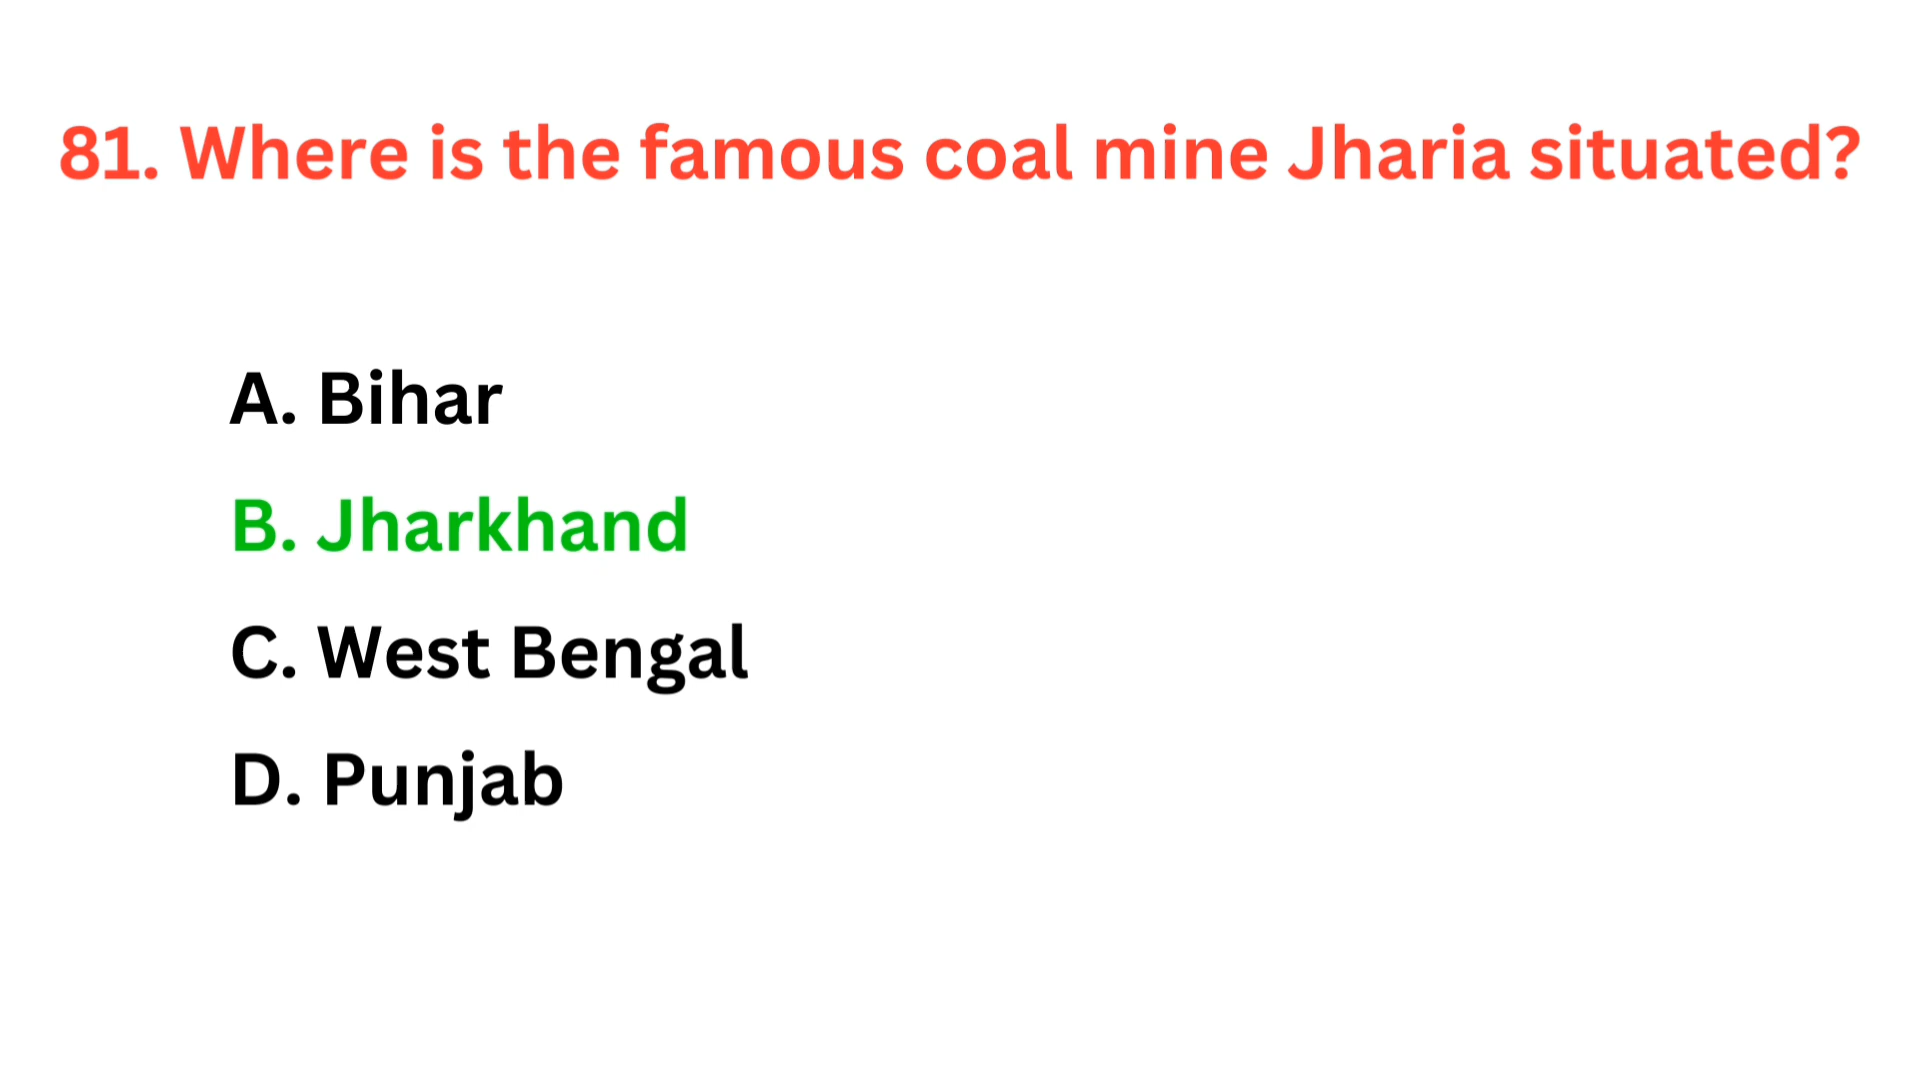 81. Where is the famous coal mine Jharia situated?
A. Bihar
B. Jharkhand
C. West Bengal
D. Punjab